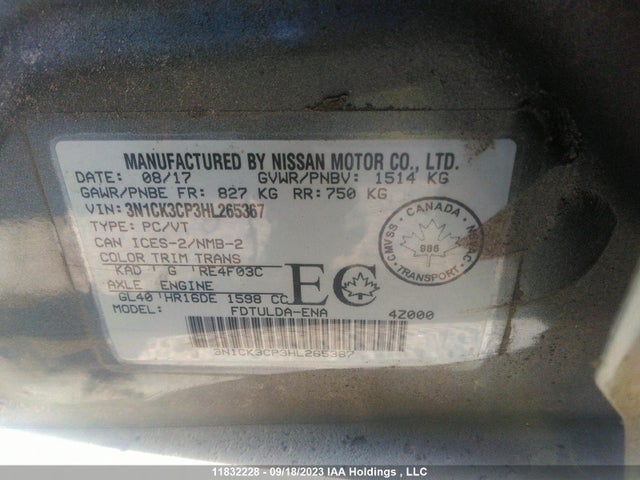 MANUFACTURED BY NISSAN MOTOR CO., LTD.
DATE: 08/17 GVWR/PNBV: 1514 KG
GAWR/PNBE FR: 827 KG RR: 750 KG
VIN: 3N1CK3CP3HL265367
TYPE: PC/VT
CAN ICES-2/NMB-2
COLOR TRIM TRANS
KAD G RE4F03C
AXLE ENGINE
GL40 HR16DE 1598 CC
MODEL: FDTULDA-ENA 4Z000
EC
CANADA
CMVSS NSVAC
986
TRANSPORT
3N1CK3CP3HL265367
11832228 - 09/18/2023 IAA Holdings , LLC